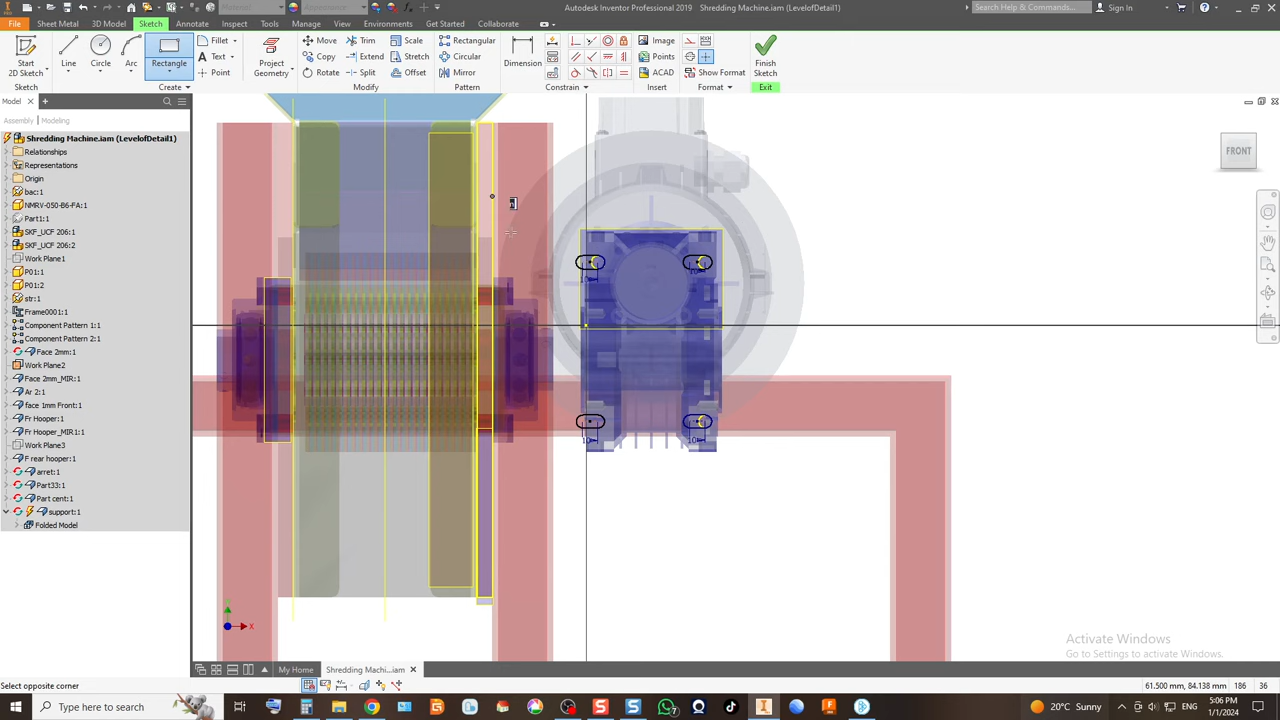 Autodesk Inventor Professional 2019   Shredding Machine.iam (LevelofDetail1)
Search Help & Commands...
Sign In
File Sketch 3D Model Sketch Annotate Inspect Tools Manage View Environments Get Started Collaborate
Start 2D Sketch
Line
Circle
Arc
Rectangle
Fillet
Text
Point
Project Geometry
Move Trim Scale
Copy Extend Stretch
Rotate Split Offset
Rectangular
Circular
Mirror
Dimension
Image
Points
ACAD
Show Format
Finish Sketch
Sketch Create Modify Pattern Constrain Insert Format Exit
Model
Assembly Modeling
Shredding Machine.iam (LevelofDetail1)
Relationships
Representations
Origin
bac:1
NMRV-050-B6-FA:1
Part1:1
SKF_UCF 206:1
SKF_UCF 206:2
Work Plane1
P01:1
P01:2
str:1
Frame0001:1
Component Pattern 1:1
Component Pattern 2:1
Face 2mm:1
Work Plane2
Face 2mm_MIR:1
Ar 2:1
face 1mm Front:1
Fr Hooper:1
Fr Hooper_MIR1:1
Work Plane3
F rear hooper:1
arret:1
Part33:1
Part cent:1
support:1
Folded Model
FRONT
10
10
10
10
Y
X
Activate Windows
Go to Settings to activate Windows.
My Home
Shredding Machi...iam
Select opposite corner
61.500 mm, 84.138 mm 186 36
Type here to search
20°C Sunny
5:06 PM
1/1/2024